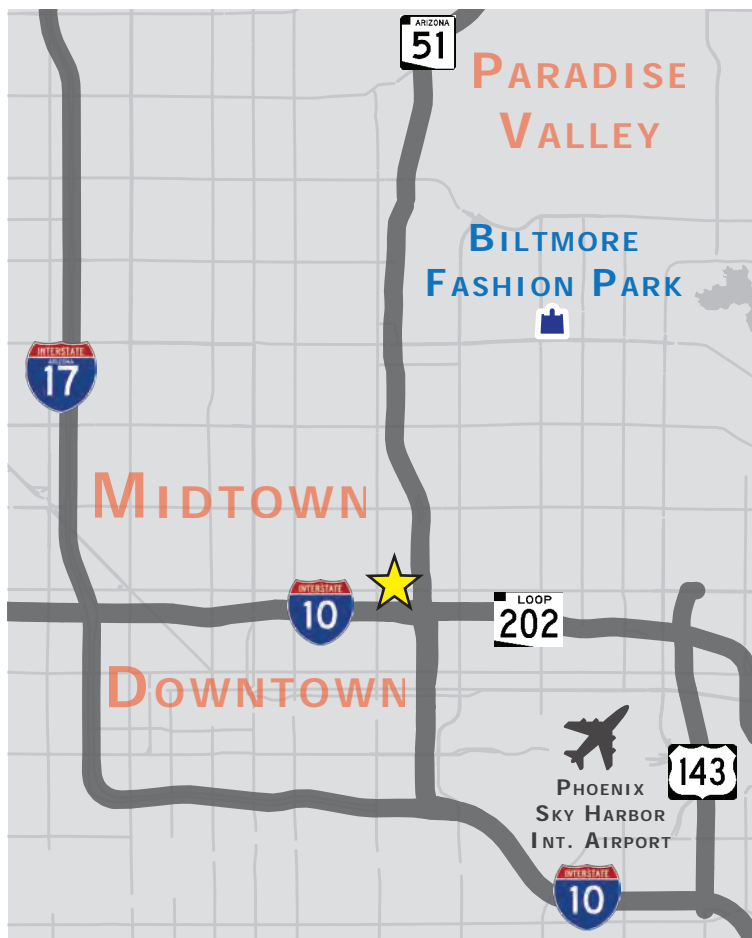 ARIZONA
51
PARADISE
VALLEY
BILTMORE
FASHION PARK
INTERSTATE
ARIZONA
17
MIDTOWN
INTERSTATE
10
LOOP
202
DOWNTOWN
143
PHOENIX
SKY HARBOR
INT. AIRPORT
INTERSTATE
10